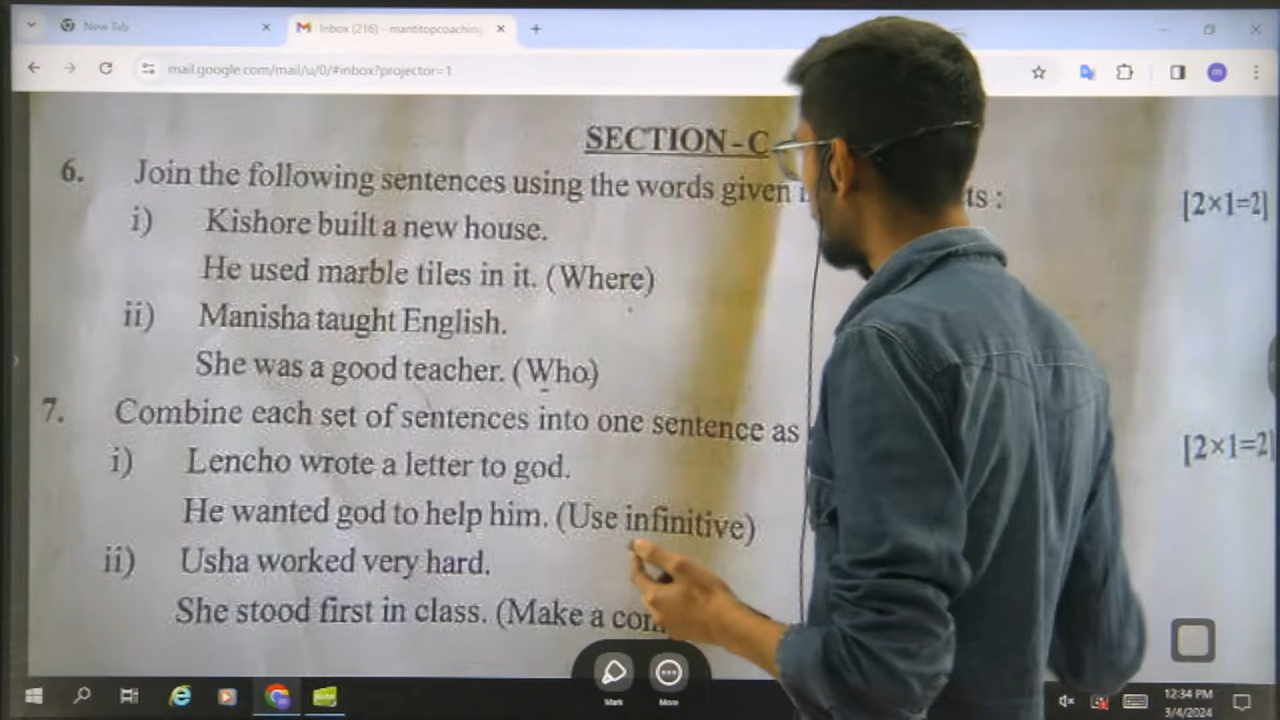 New Tab
Inbox (216) - mantitopcoaching
mail.google.com/mail/u/0/#inbox?projector=1
m
SECTION-C
6. Join the following sentences using the words given ts : [2×1=2]
i) Kishore built a new house.
He used marble tiles in it. (Where)
ii) Manisha taught English.
She was a good teacher. (Who)
7. Combine each set of sentences into one sentence as [2×1=2]
i) Lencho wrote a letter to god.
He wanted god to help him. (Use infinitive)
ii) Usha worked very hard.
She stood first in class. (Make a com
Mark
More
12:34 PM
3/4/2024